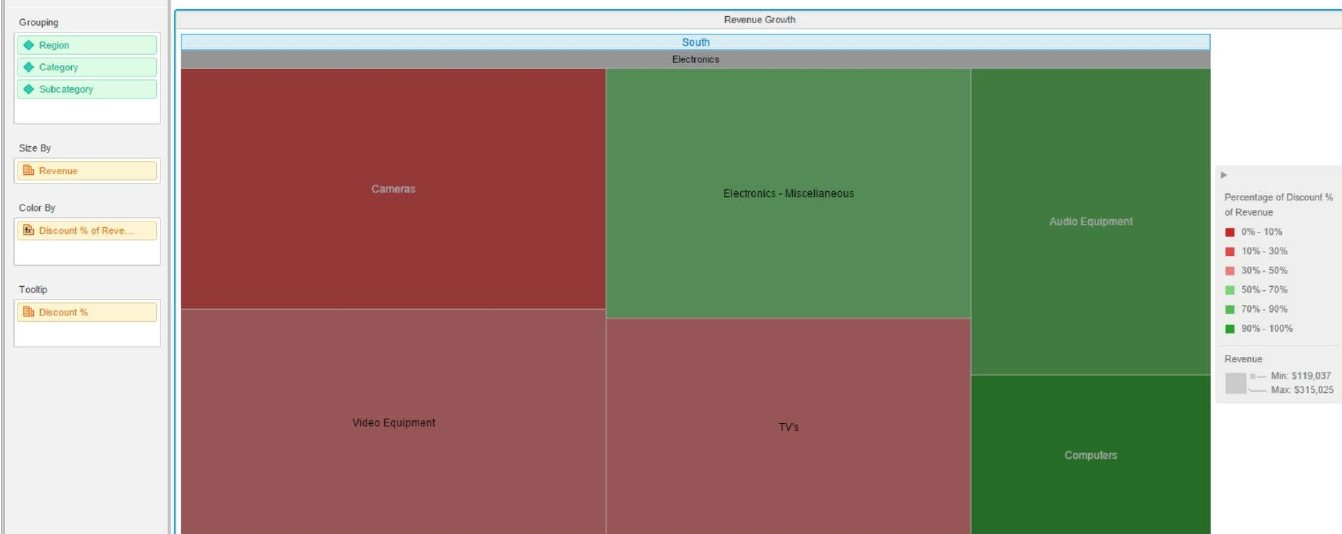 Grouping
Region
Category
Subcategory
Size By
Revenue
Color By
Discount % of Reve...
Tooltip
Discount %
Revenue Growth
South
Electronics
Cameras
Electronics - Miscellaneous
Audio Equipment
Video Equipment
TV's
Computers
Percentage of Discount %
of Revenue
0% - 10%
10% - 30%
30% - 50%
50% - 70%
70% - 90%
90% - 100%
Revenue
Min: $119,037
Max: $315,025